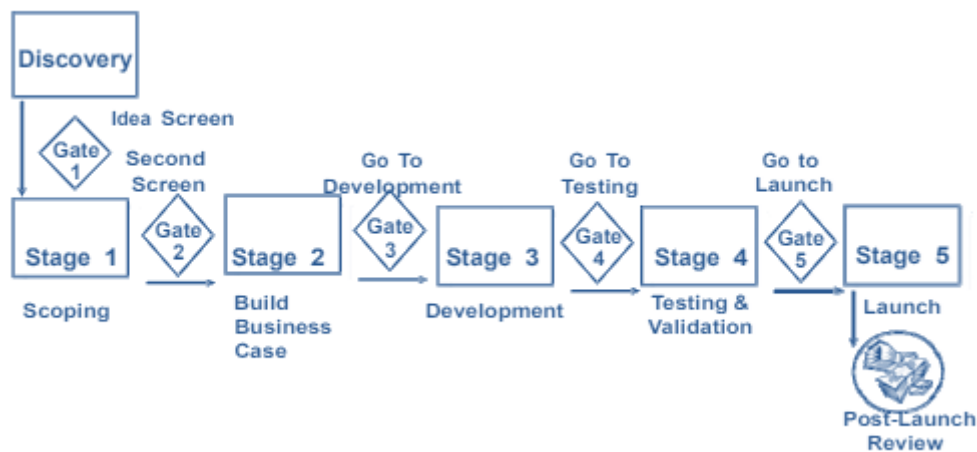 Discovery
Idea Screen
Gate
1
Second
Screen
Gate
2
Go To
Development
Gate
3
Go To
Testing
Gate
4
Go to
Launch
Gate
5
Stage 1
Stage 2
Stage 3
Stage 4
Stage 5
Scoping
Build
Business
Case
Development
Testing &
Validation
Launch
Post-Launch
Review